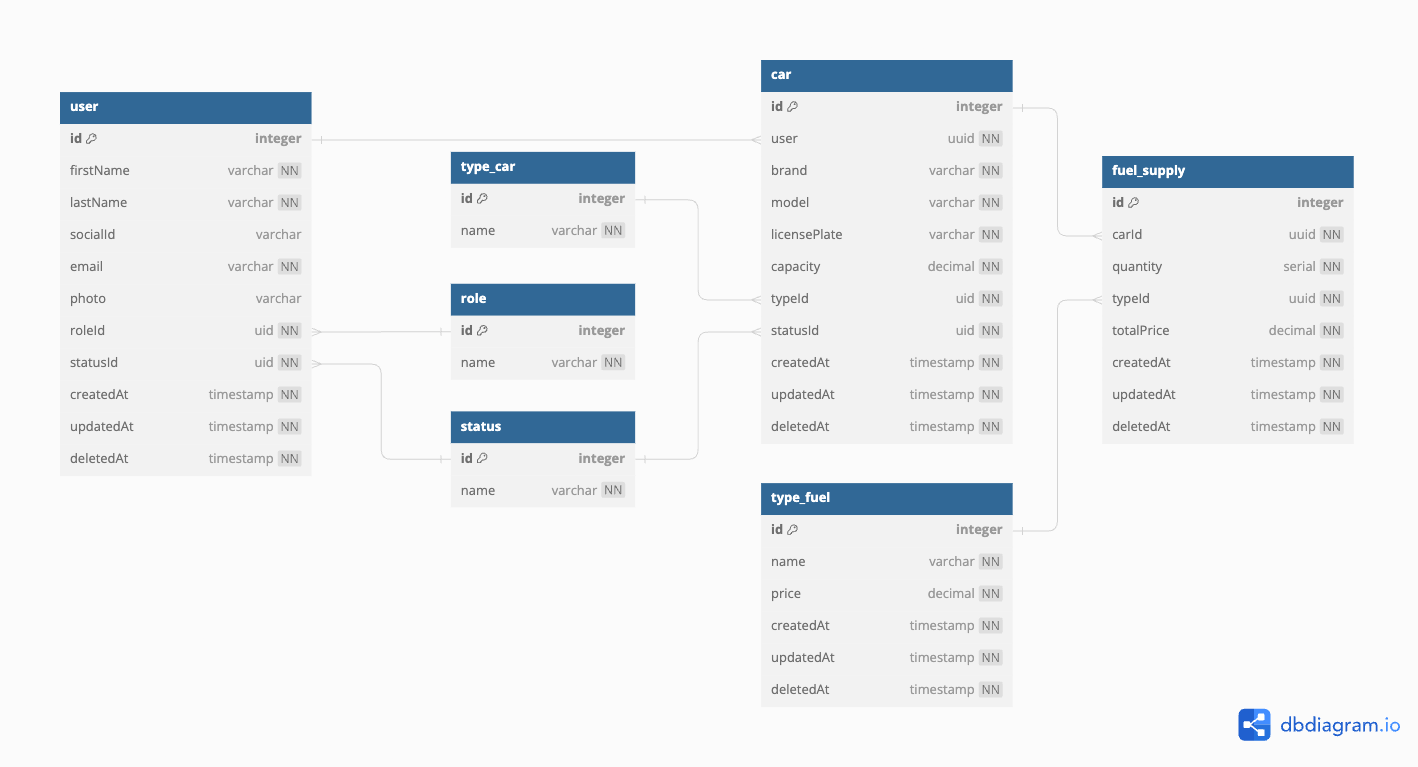 user
id integer
firstName varchar NN
lastName varchar NN
socialId varchar
email varchar NN
photo varchar
roleId uid NN
statusId uid NN
createdAt timestamp NN
updatedAt timestamp NN
deletedAt timestamp NN
type_car
id integer
name varchar NN
role
id integer
name varchar NN
status
id integer
name varchar NN
car
id integer
user uuid NN
brand varchar NN
model varchar NN
licensePlate varchar NN
capacity decimal NN
typeId uid NN
statusId uid NN
createdAt timestamp NN
updatedAt timestamp NN
deletedAt timestamp NN
type_fuel
id integer
name varchar NN
price decimal NN
createdAt timestamp NN
updatedAt timestamp NN
deletedAt timestamp NN
fuel_supply
id integer
carId uuid NN
quantity serial NN
typeId uuid NN
totalPrice decimal NN
createdAt timestamp NN
updatedAt timestamp NN
deletedAt timestamp NN
dbdiagram.io